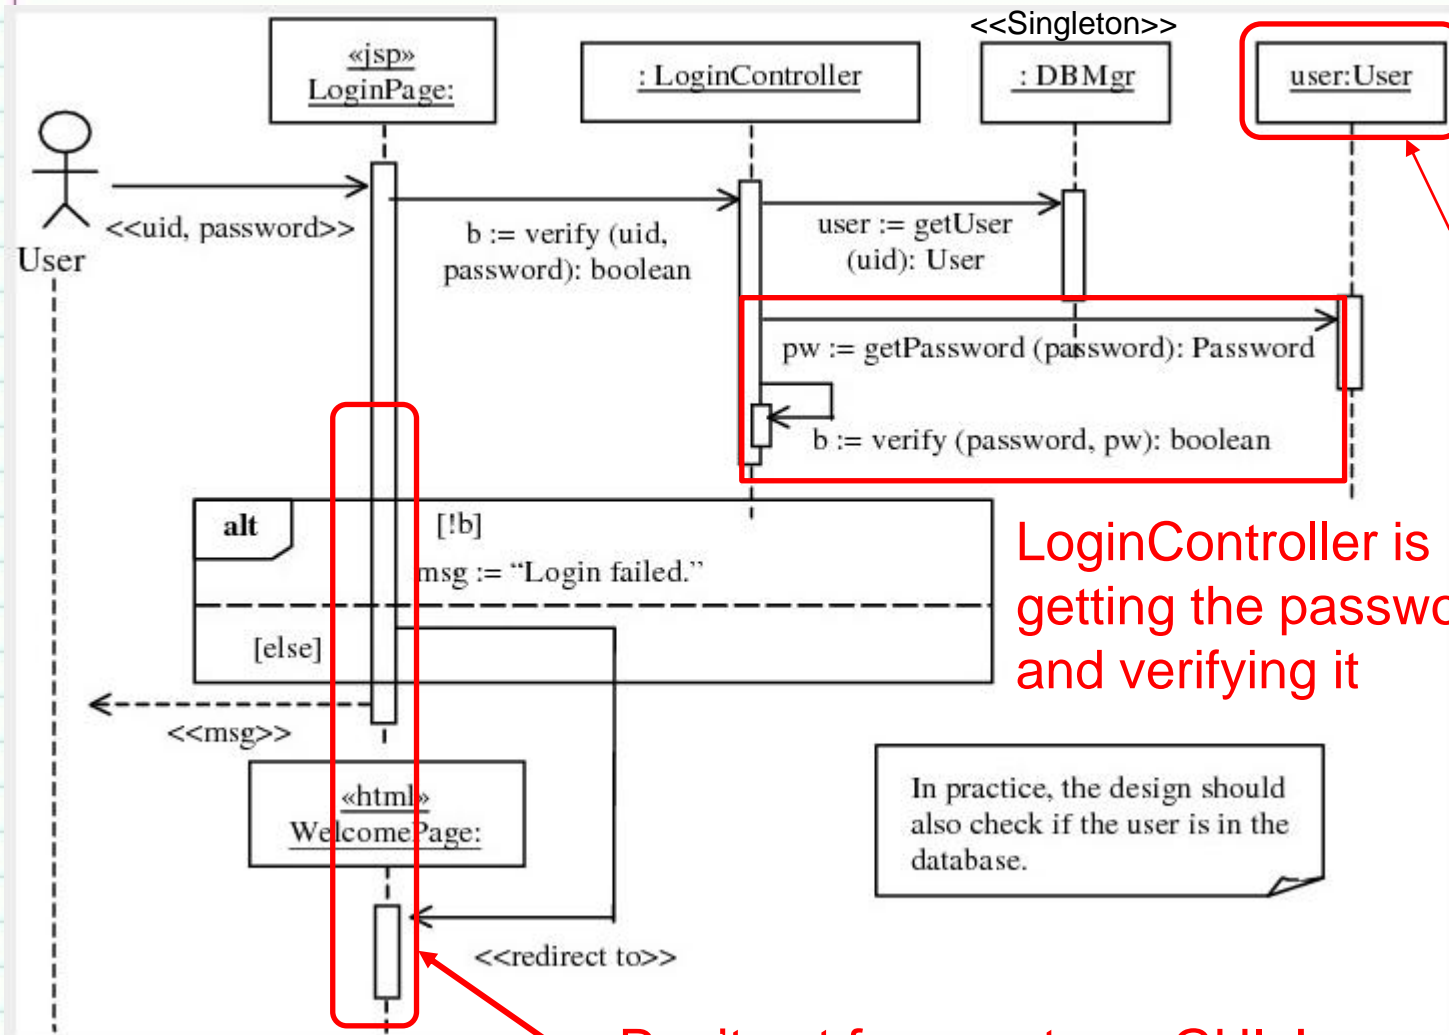 <<Singleton>>
«jsp»
LoginPage:
: LoginController
: DBMgr
user:User
User
<<uid, password>>
b := verify (uid,
password): boolean
user := getUser
(uid): User
pw := getPassword (password): Password
b := verify (password, pw): boolean
alt
[!b]
msg := “Login failed.”
[else]
<<msg>>
LoginController is
getting the
and verifying it
«html»
WelcomePage:
<<redirect to>>
In practice, the design should
also check if the user is in the
database.